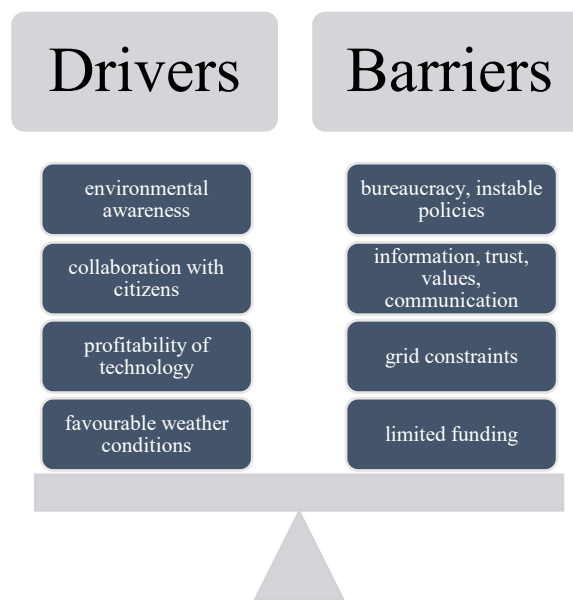 Drivers
Barriers
environmental
awareness
collaboration with
citizens
profitability of
technology
favourable weather
conditions
bureaucracy, instable
policies
information, trust,
values,
communication
grid constraints
limited funding